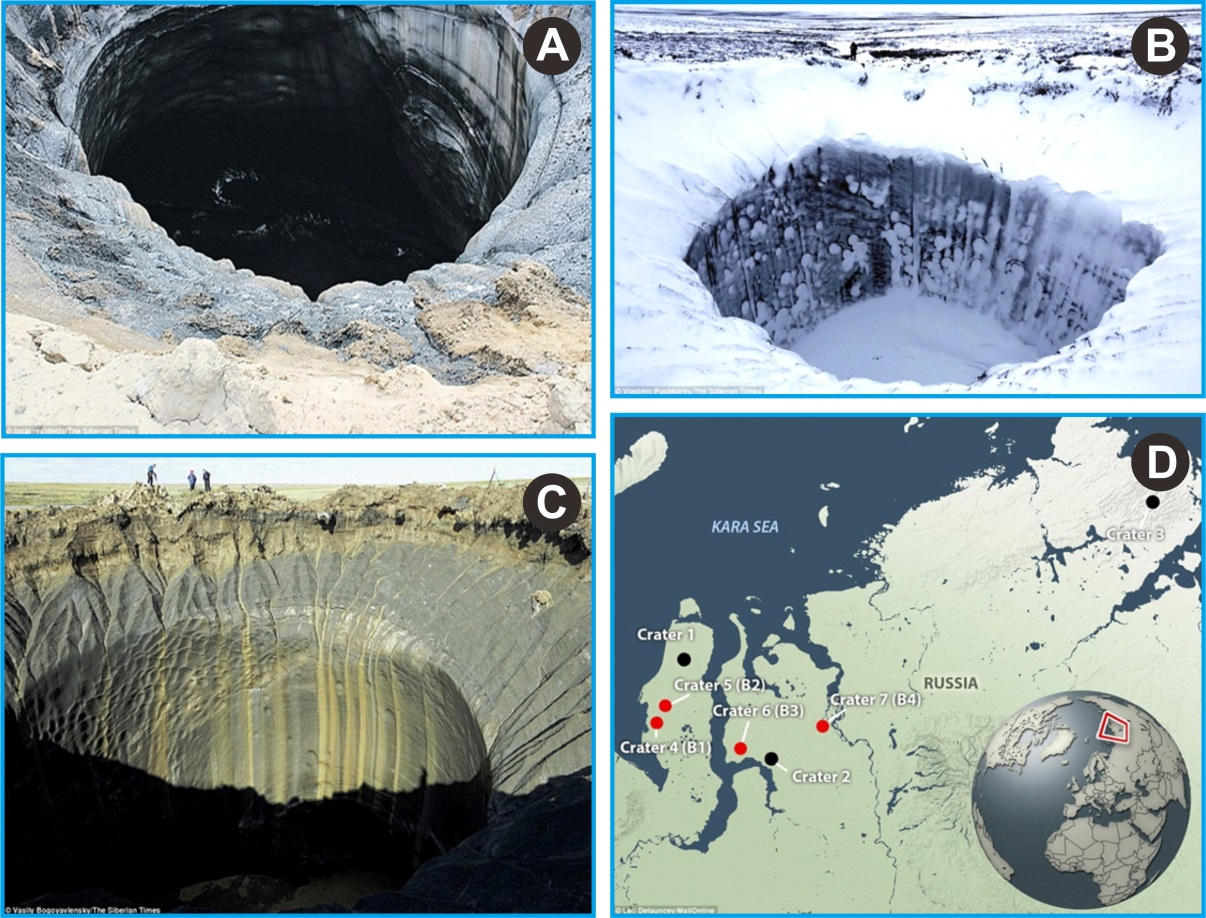 A
B
© Vladimir Pushkarev/The Siberian Times
C
© Vasily Bogoyavlensky/The Siberian Times
D
KARA SEA
Crater 3
Crater 1
Crater 5 (B2)
RUSSIA
Crater 7 (B4)
Crater 6 (B3)
Crater 4 (B1)
Crater 2
© Leo Delauncey/MailOnline